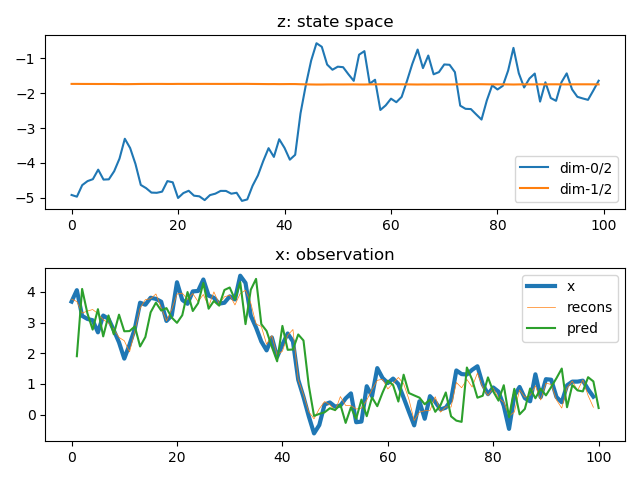 z: state space
−1
−2
−3
−4
−5
dim-0/2
dim-1/2
0 20 40 60 80 100
x: observation
4
3
2
1
0
x
recons
pred
0 20 40 60 80 100